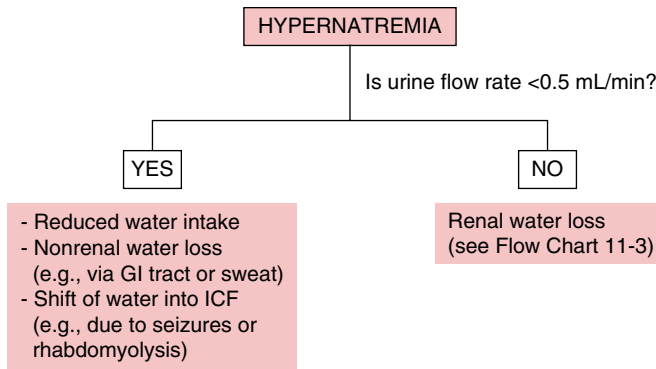 HYPERNATREMIA
Is urine flow rate <0.5 mL/min?
YES
NO
- Reduced water intake
- Nonrenal water loss
(e.g., via GI tract or sweat)
- Shift of water into ICF
(e.g., due to seizures or
rhabdomyolysis)
Renal water loss
(see Flow Chart 11-3)